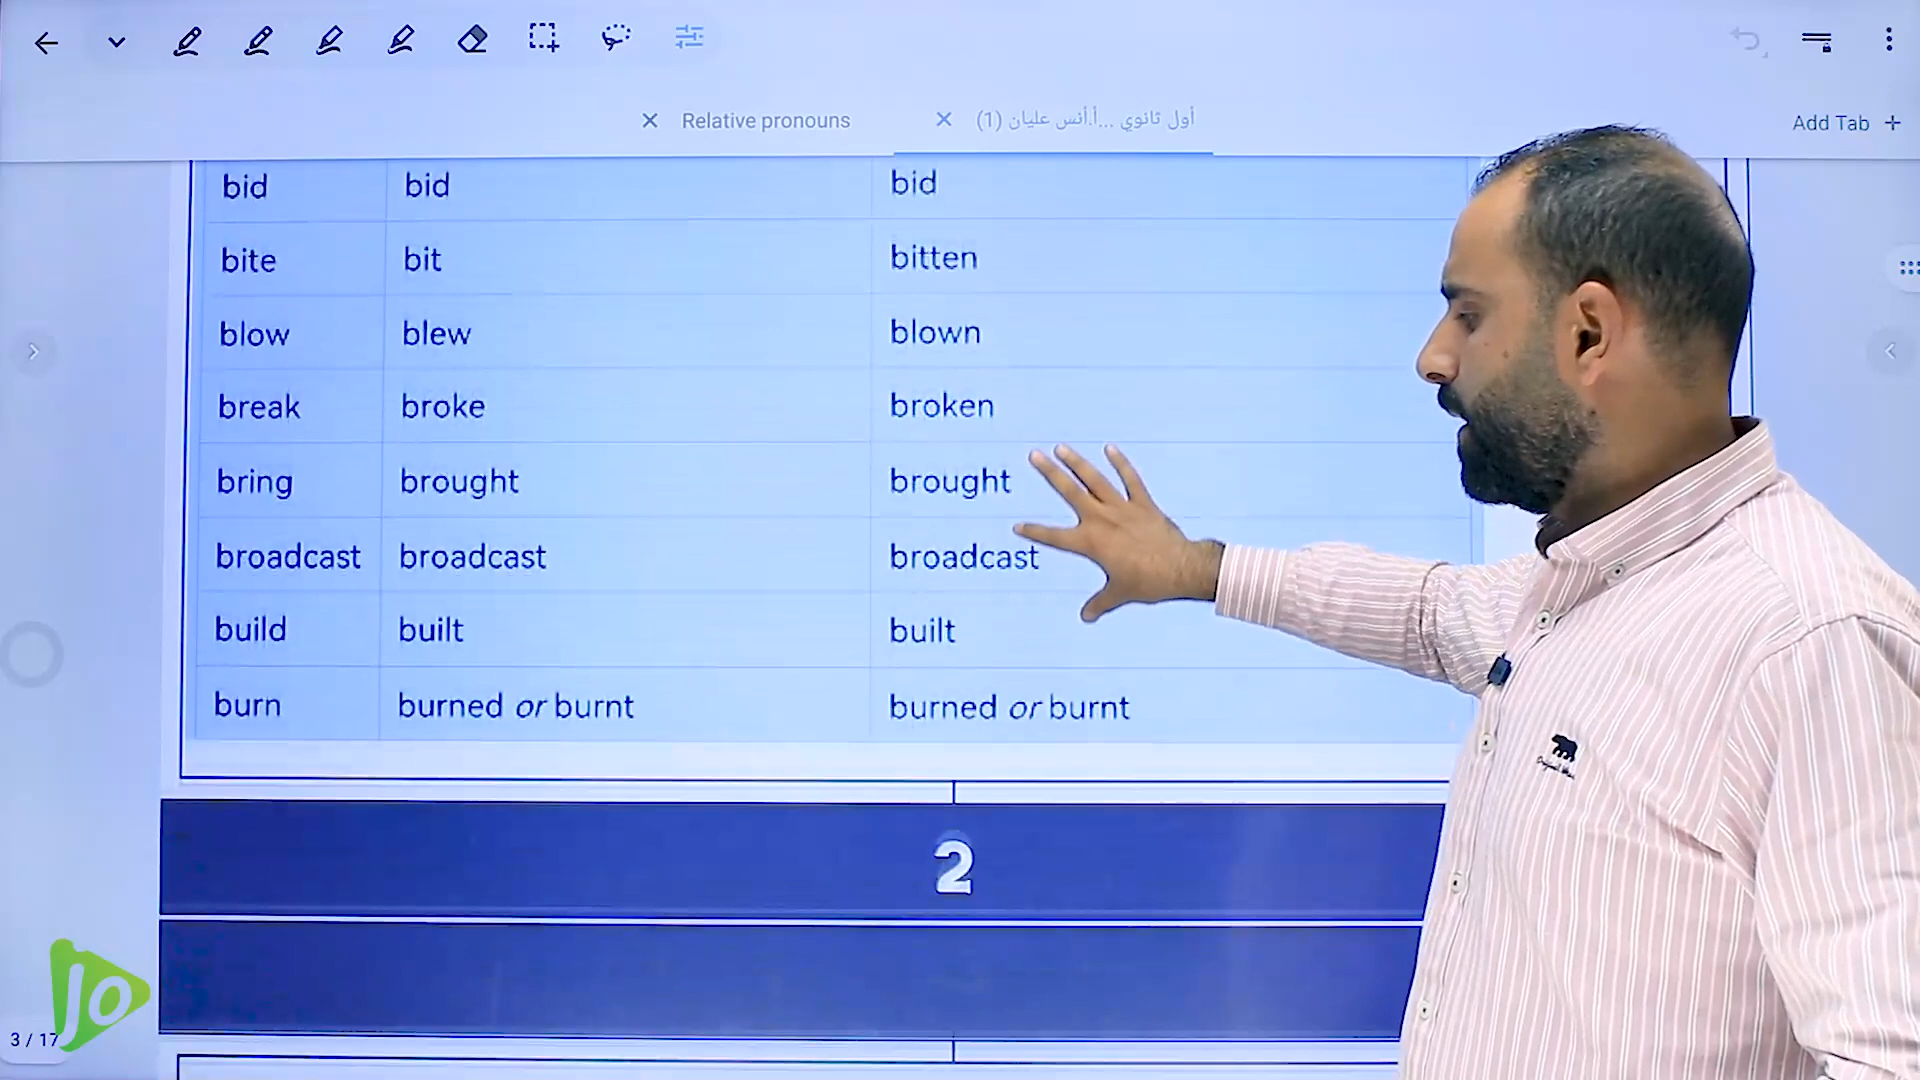 Relative pronouns
أول ثانوي ...أ.أنس عليان (1)
Add Tab +
bid bid bid
bite bit bitten
blow blew blown
break broke broken
bring brought brought
broadcast broadcast broadcast
build built built
burn burned or burnt burned or burnt
2
Jo
3 / 17